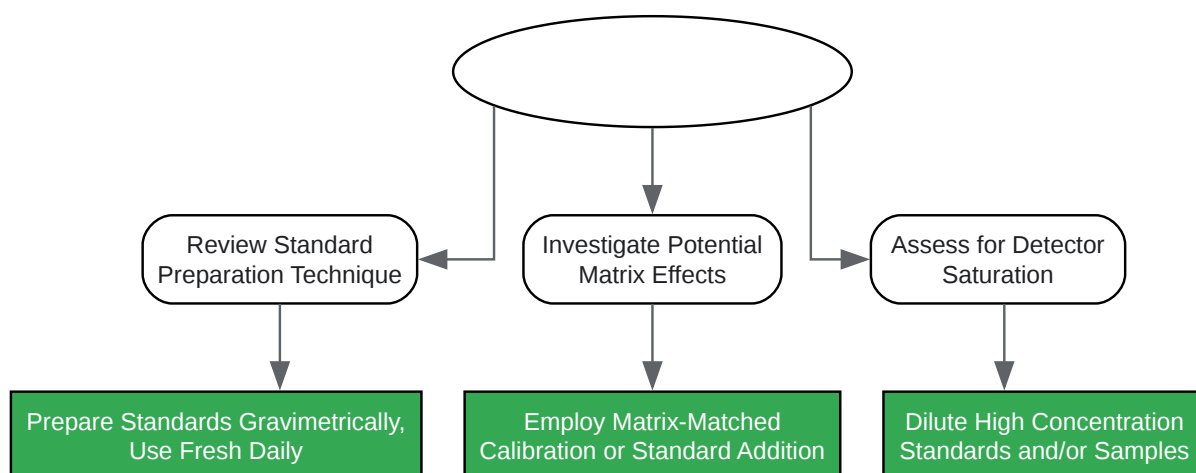 Review Standard
Preparation Technique
Investigate Potential
Matrix Effects
Assess for Detector
Saturation
Prepare Standards Gravimetrically,
Use Fresh Daily
Employ Matrix-Matched
Calibration or Standard Addition
Dilute High Concentration
Standards and/or Samples